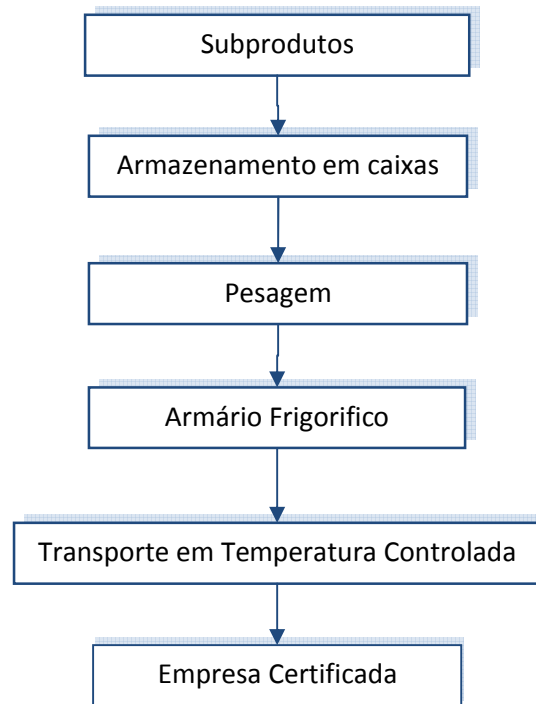 Subprodutos
Armazenamento em caixas
Pesagem
Armário Frigorifico
Transporte em Temperatura Controlada
Empresa Certificada